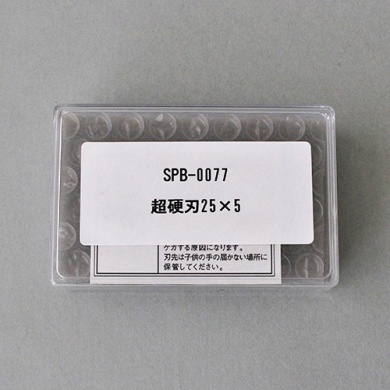 SPB-0077
超硬刃25×5
ケガする原因になります。
刃先は子供の手の届かない場所に
保管してください。